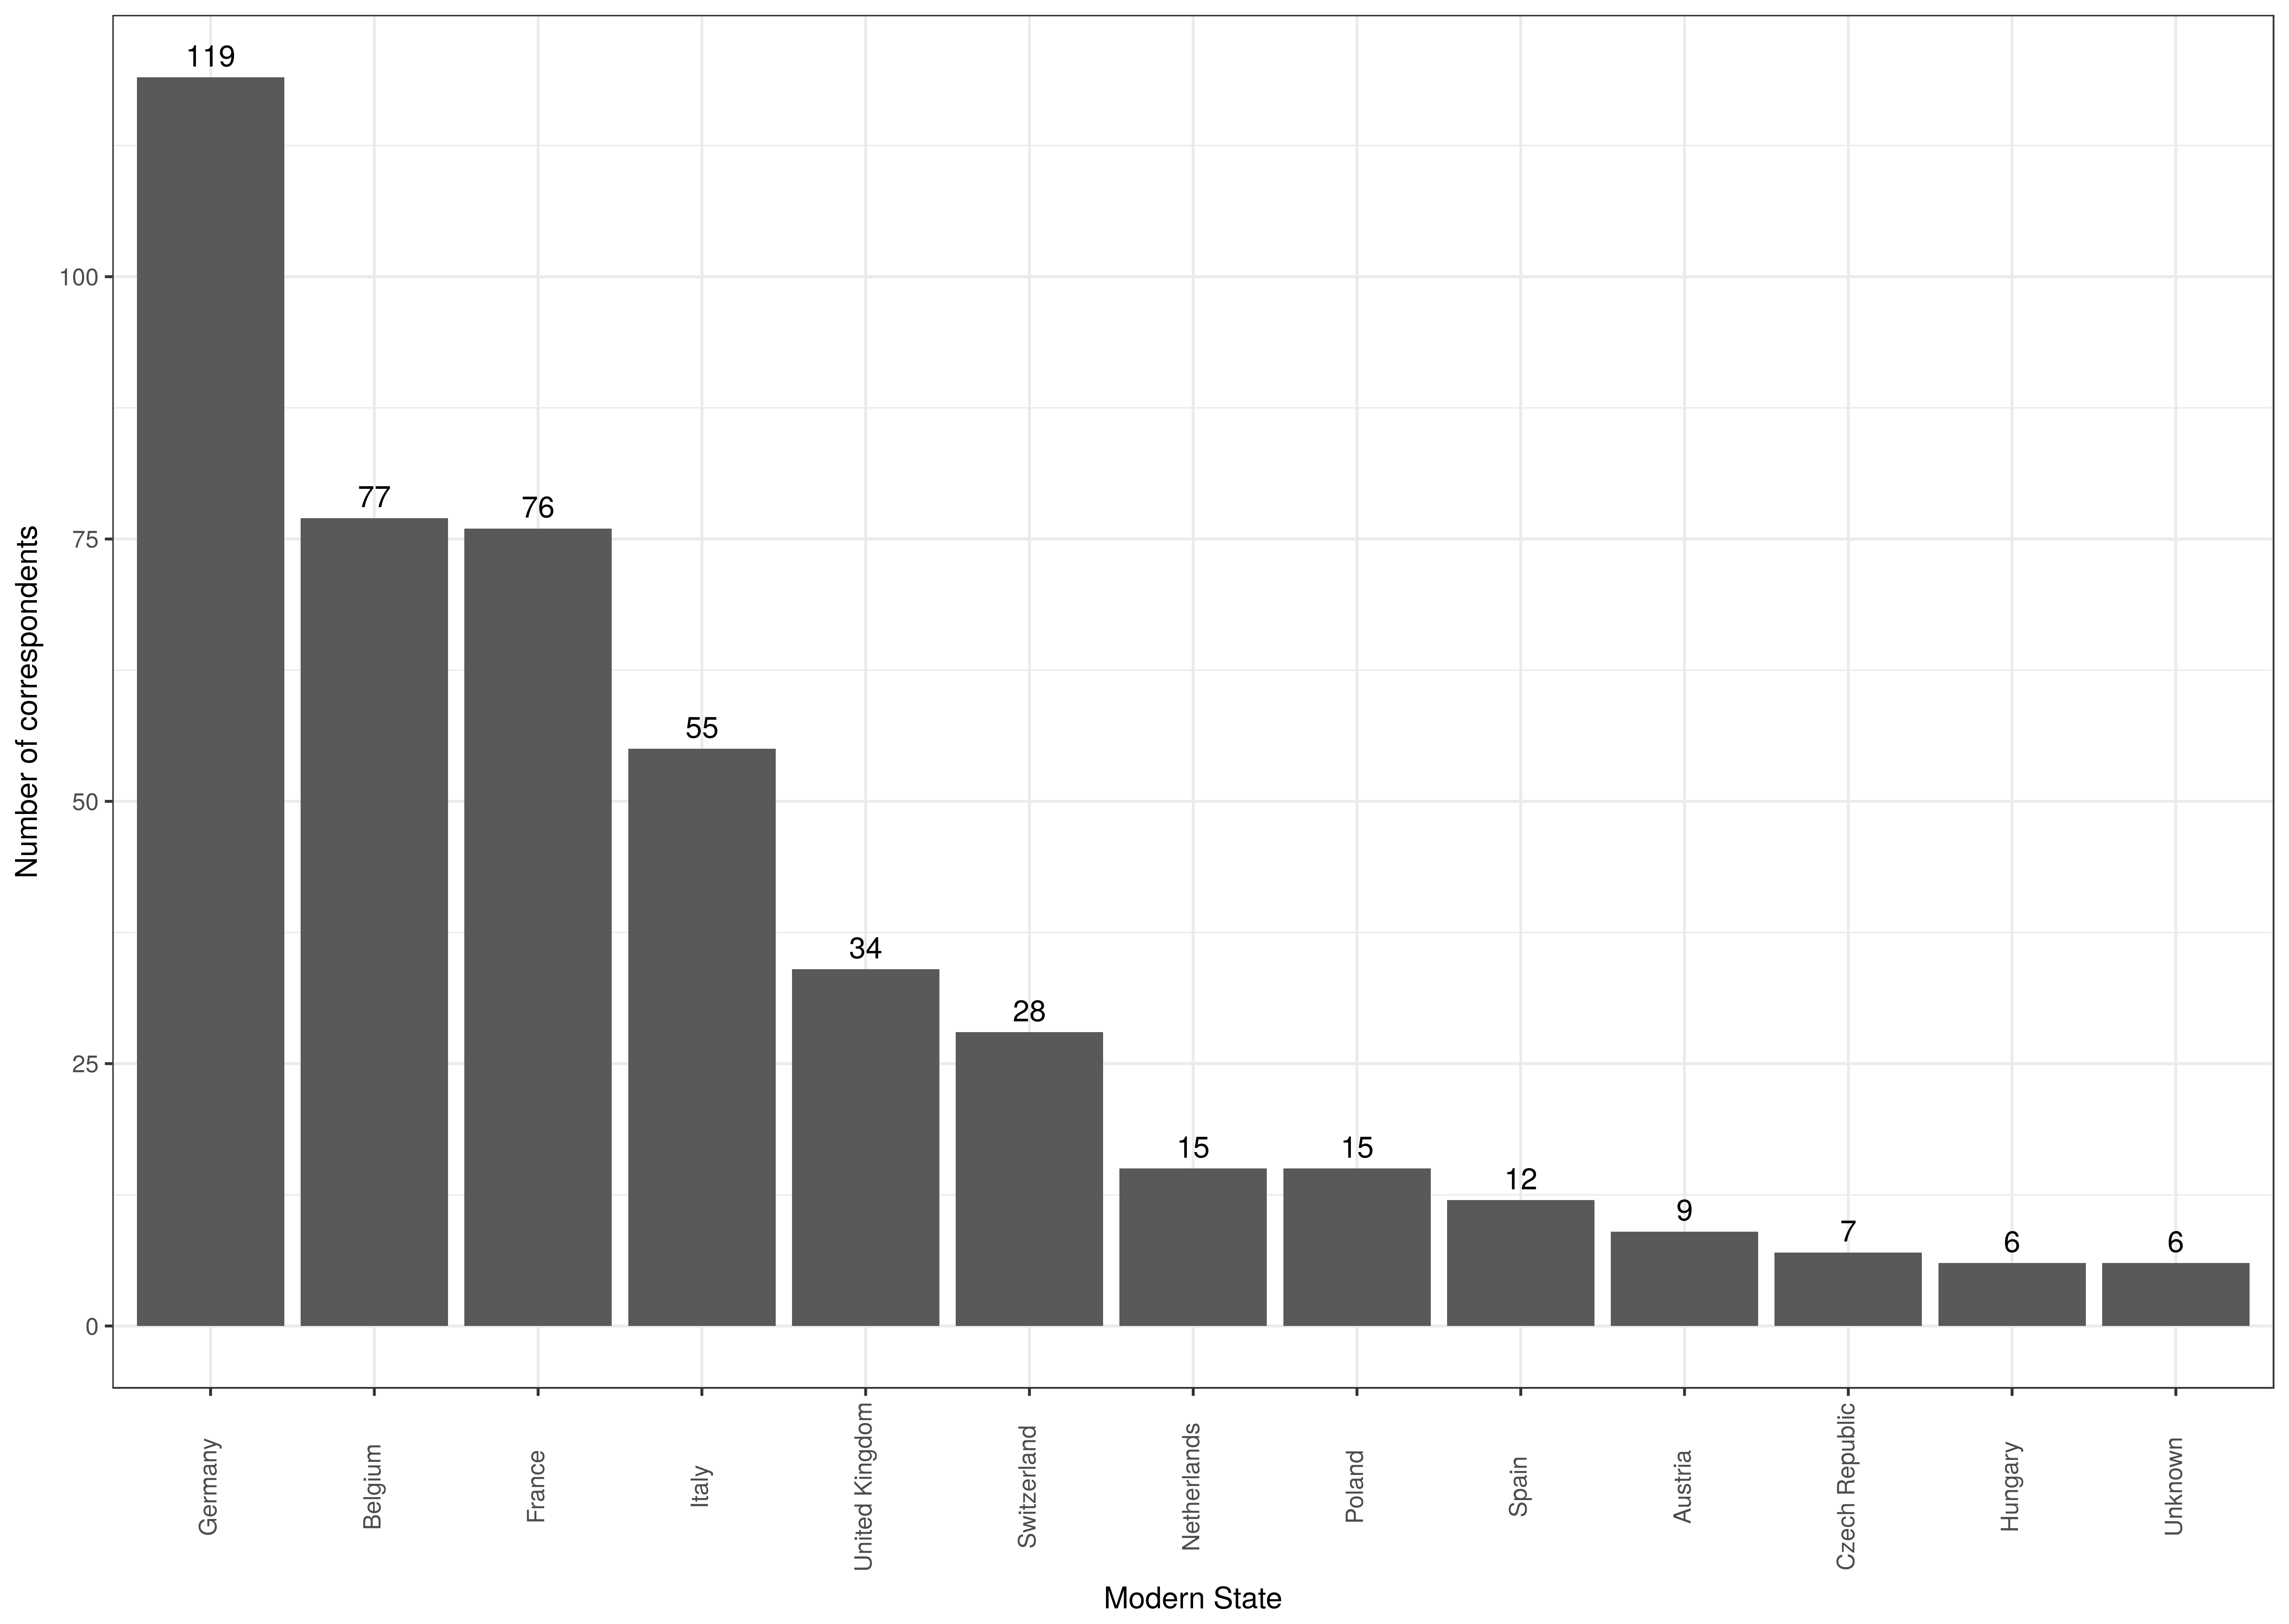 Number of correspondents
100
75
50
25
0
119
77
76
55
34
28
15
15
12
9
7
6
6
Germany
Belgium
France
Italy
United Kingdom
Switzerland
Netherlands
Poland
Spain
Austria
Czech Republic
Hungary
Unknown
Modern State